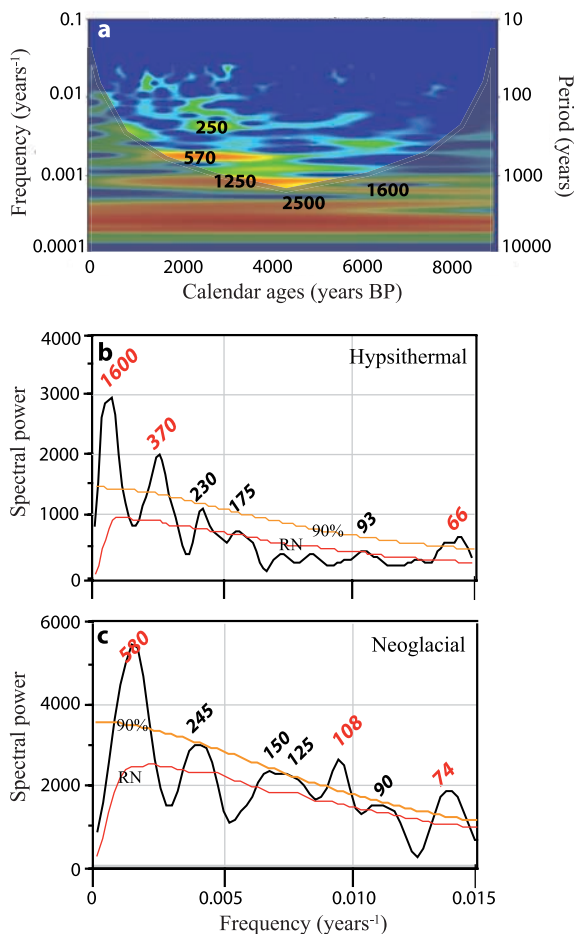 a
0.1
0.01
0.001
0.0001
Frequency (years-1)
10
100
1000
10000
Period (years)
250
570
1250
1600
2500
0 2000 4000 6000 8000
Calendar ages (years BP)
b
Hypsithermal
4000
3000
2000
1000
0
Spectral power
1600
370
230
175
93
66
90%
RN
c
Neoglacial
6000
4000
2000
0
Spectral power
580
245
150
125
108
90
74
90%
RN
0 0.005 0.010 0.015
Frequency (years-1)